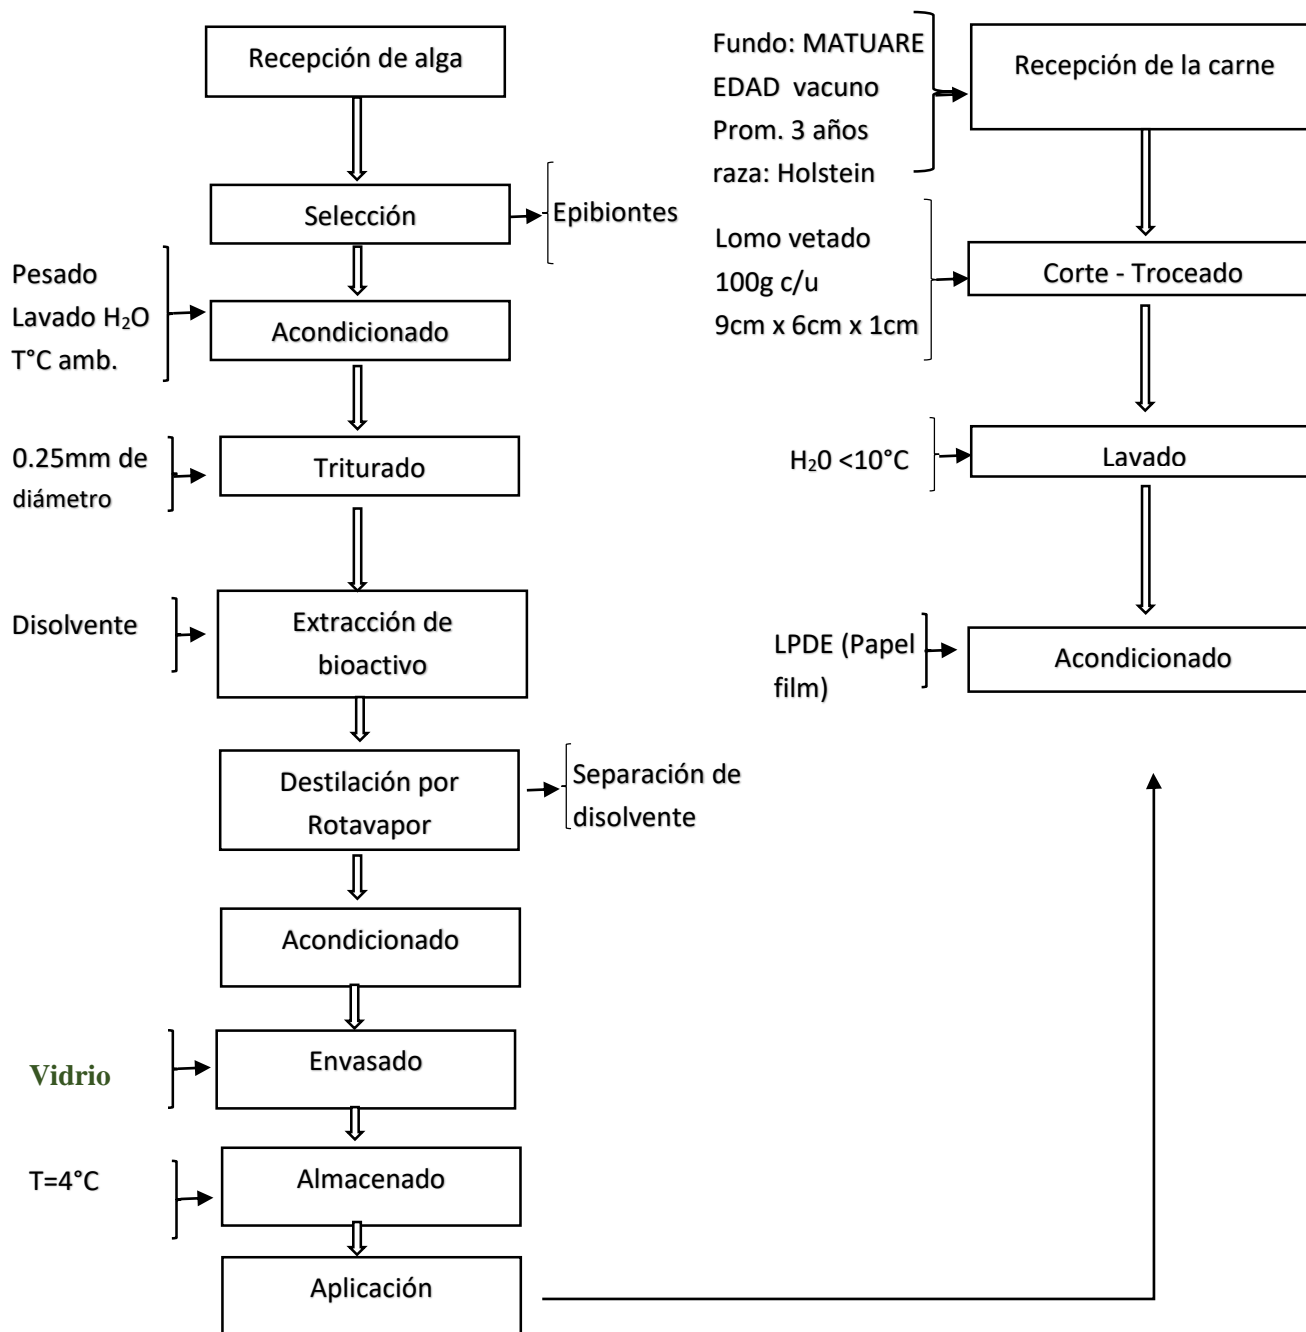 Recepción de alga
Selección
Epibiontes
Pesado
Lavado H₂O
T°C amb.
Acondicionado
0.25mm de
diámetro
Triturado
Disolvente
Extracción de
bioactivo
Destilación por
Rotavapor
Separación de
disolvente
Acondicionado
Vidrio
Envasado
T=4°C
Almacenado
Aplicación
Fundo: MATUARE
EDAD vacuno
Prom. 3 años
raza: Holstein
Recepción de la carne
Lomo vetado
100g c/u
9cm x 6cm x 1cm
Corte - Troceado
H₂0 <10°C
Lavado
LPDE (Papel
film)
Acondicionado